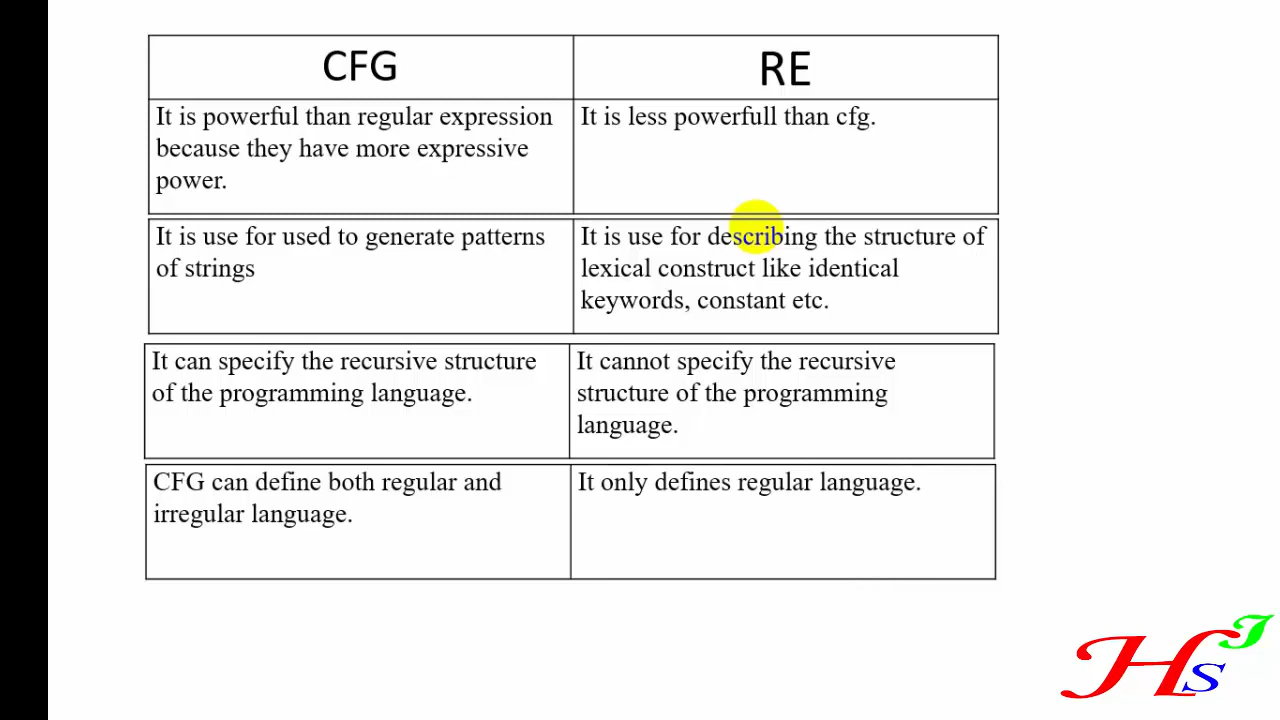 CFG
RE
It is powerful than regular expression
because they have more expressive
power.
It is less powerfull than cfg.
It is use for used to generate patterns
of strings
It is use for describing the structure of
lexical construct like identical
keywords, constant etc.
It can specify the recursive structure
of the programming language.
It cannot specify the recursive
structure of the programming
language.
CFG can define both regular and
irregular language.
It only defines regular language.
HSJ